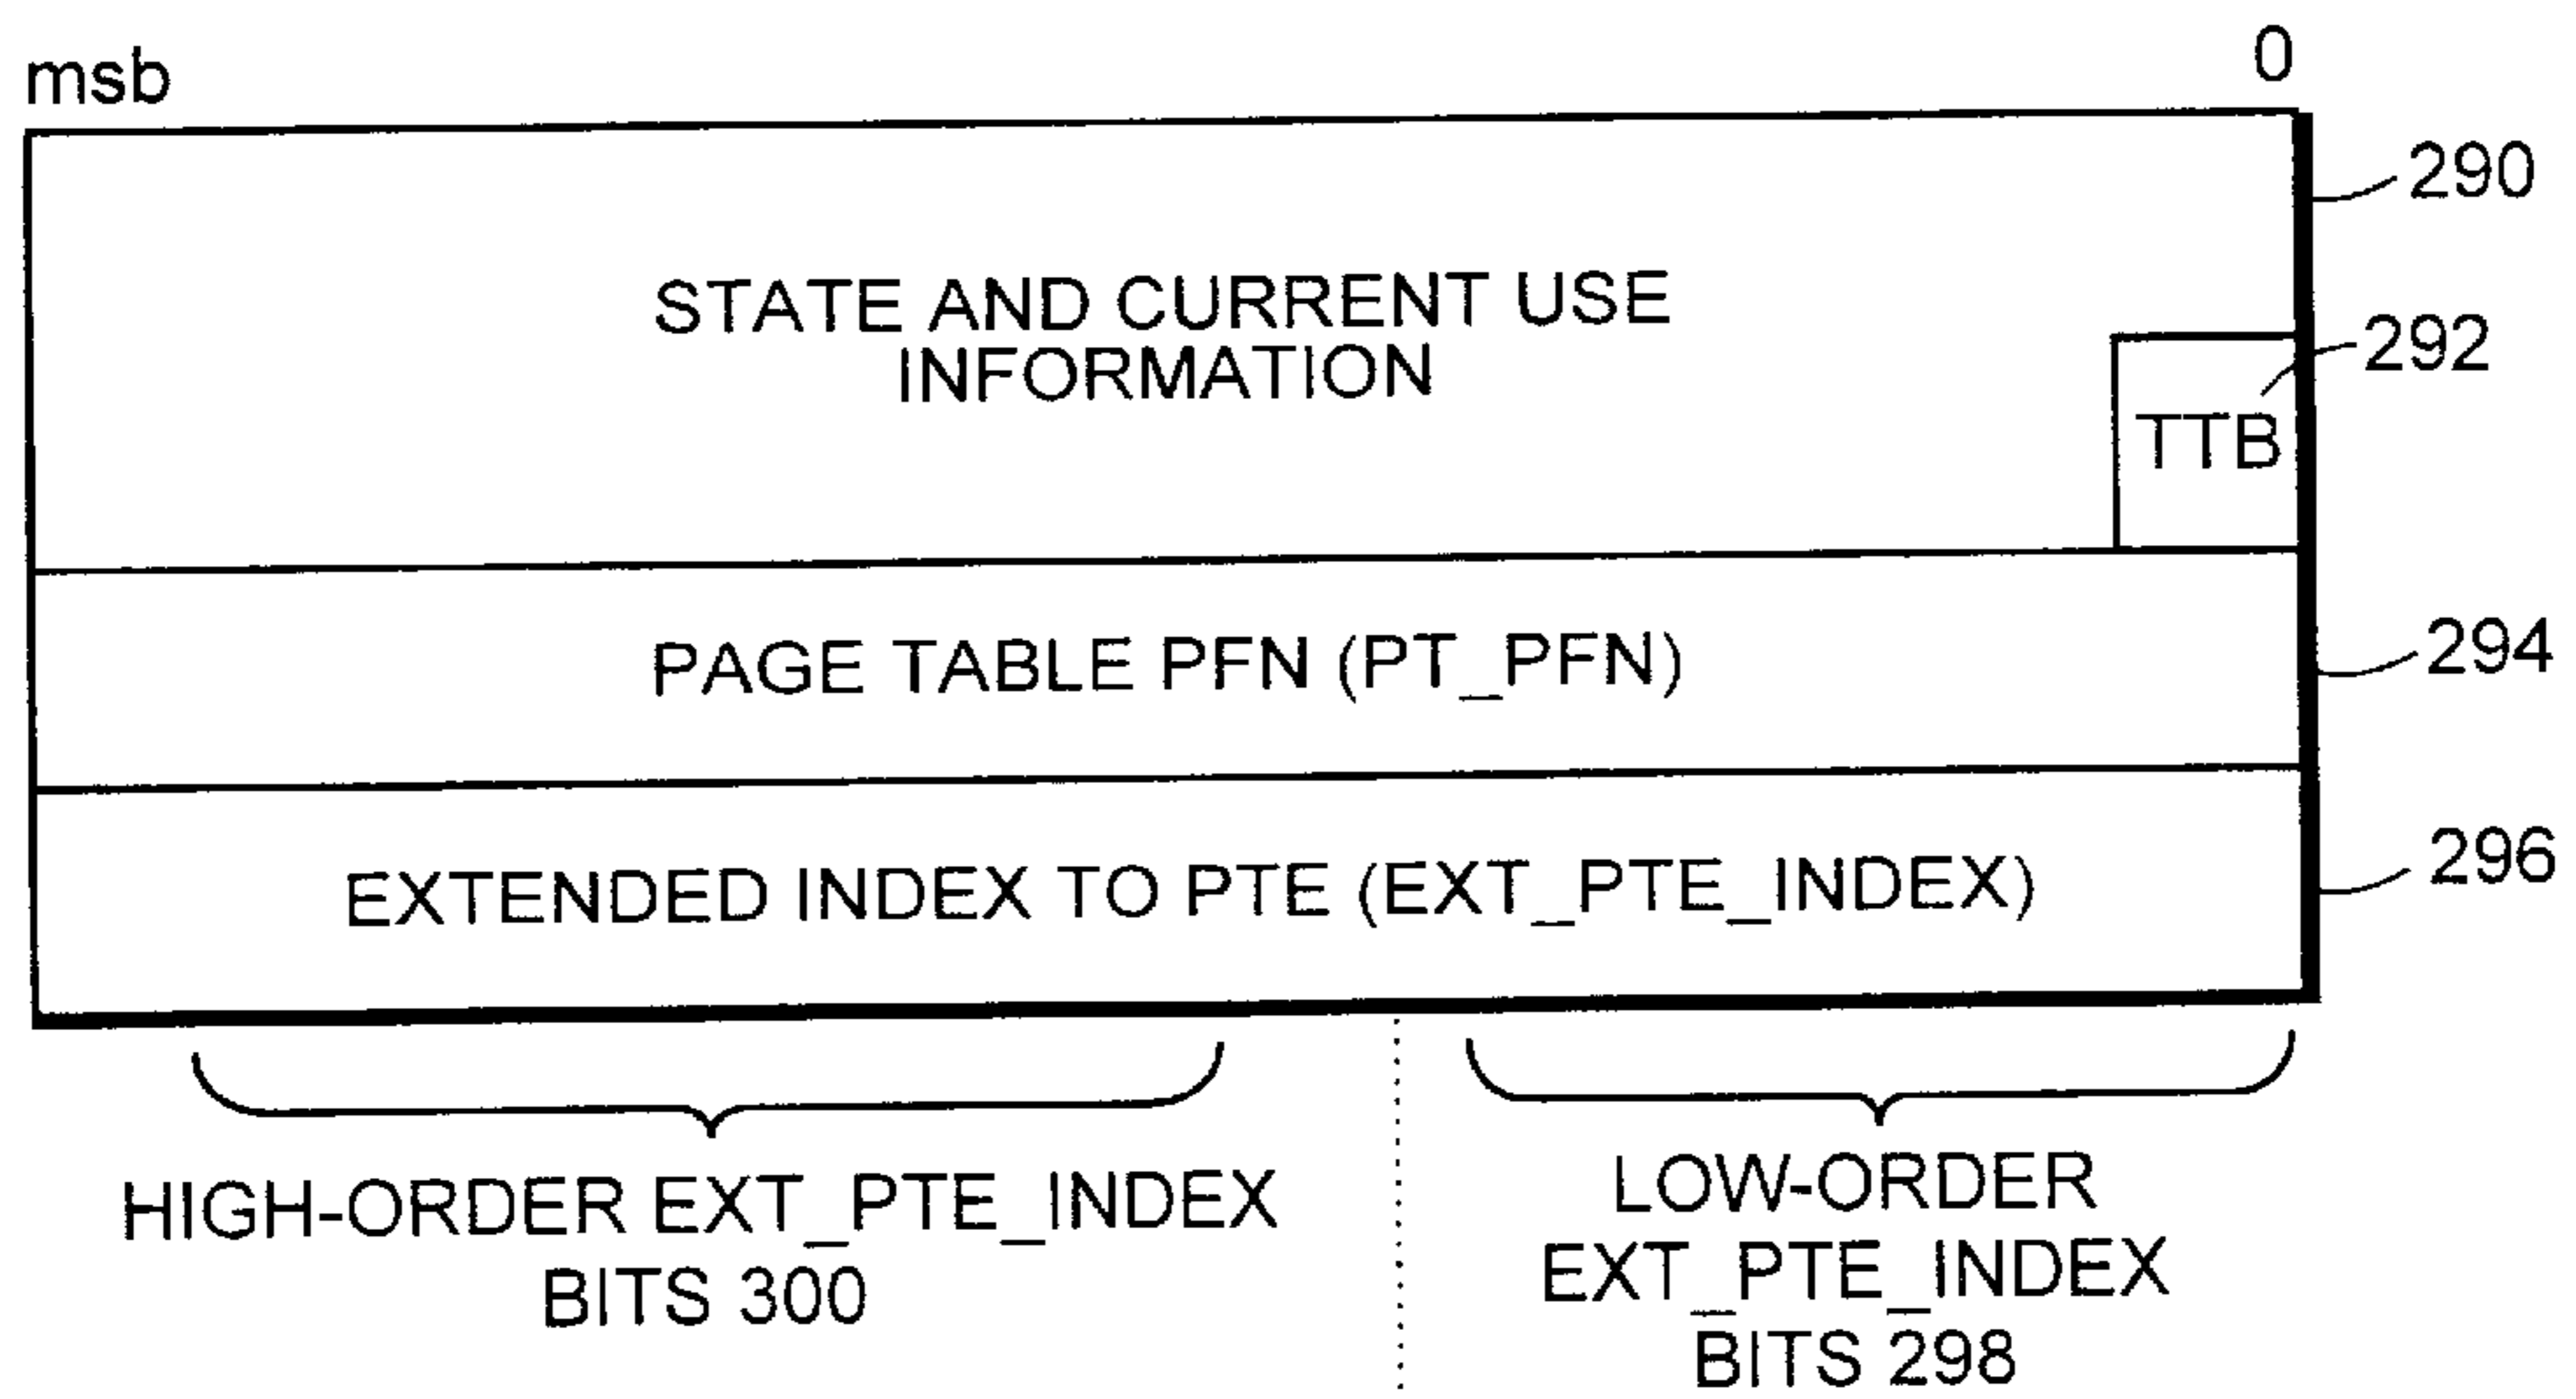 msb 0
290
STATE AND CURRENT USE
INFORMATION
292
TTB
PAGE TABLE PFN (PT_PFN)
294
EXTENDED INDEX TO PTE (EXT_PTE_INDEX)
296
HIGH-ORDER EXT_PTE_INDEX
BITS 300
LOW-ORDER
EXT_PTE_INDEX
BITS 298